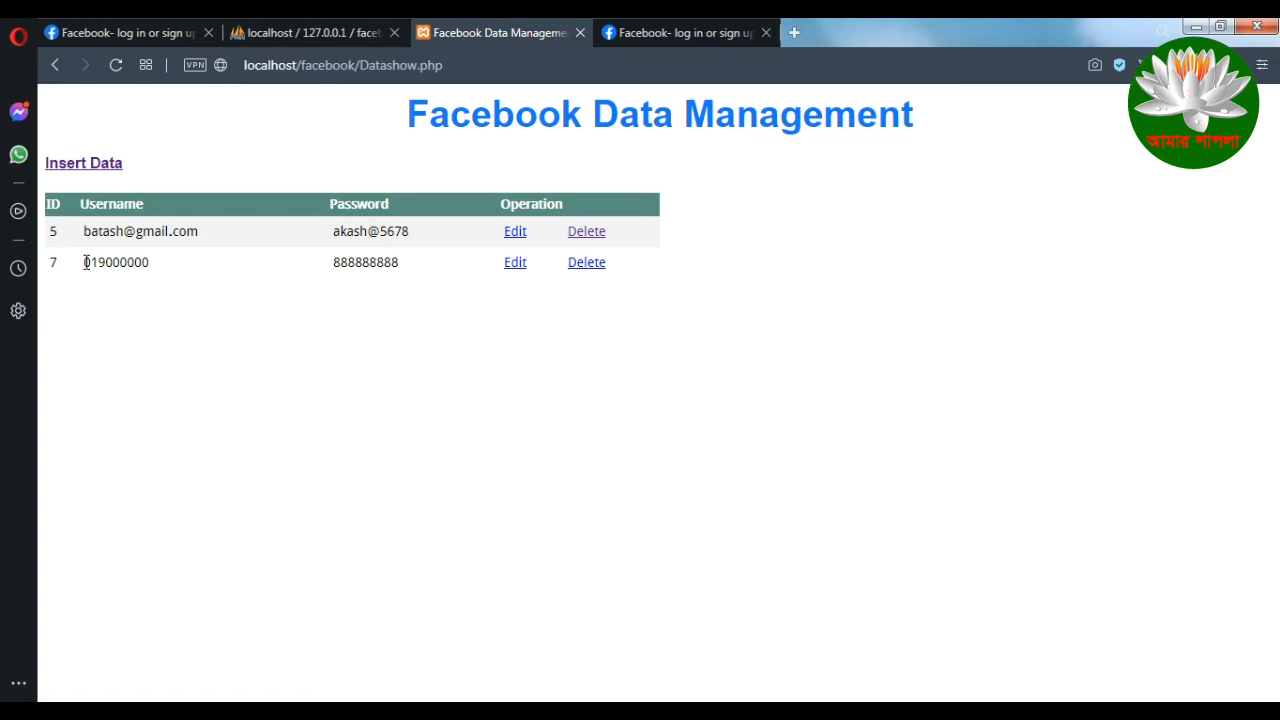 Facebook- log in or sign up
localhost / 127.0.0.1 / faceb
Facebook Data Manageme
Facebook- log in or sign up
VPN
localhost/facebook/Datashow.php
Facebook Data Management
আমার শাপলা
Insert Data
ID Username Password Operation
5 batash@gmail.com akash@5678 Edit Delete
7 019000000 888888888 Edit Delete